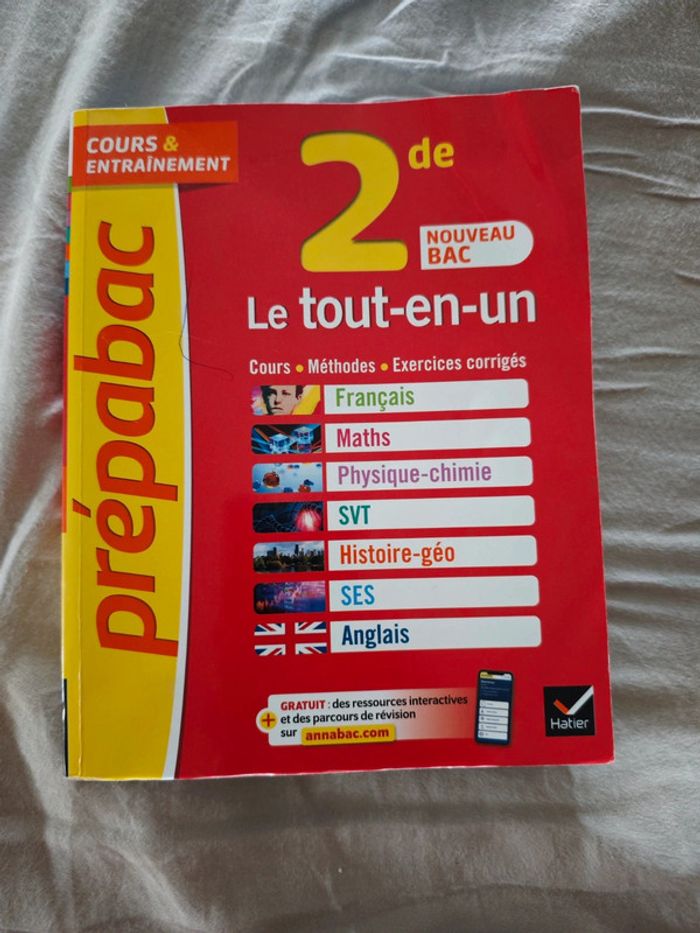 COURS &
ENTRAÎNEMENT
prépabac
2de
NOUVEAU
BAC
Le tout-en-un
Cours • Méthodes • Exercices corrigés
Français
Maths
Physique-chimie
SVT
Histoire-géo
SES
Anglais
+ GRATUIT : des ressources interactives
et des parcours de révision
sur annabac.com
Hatier